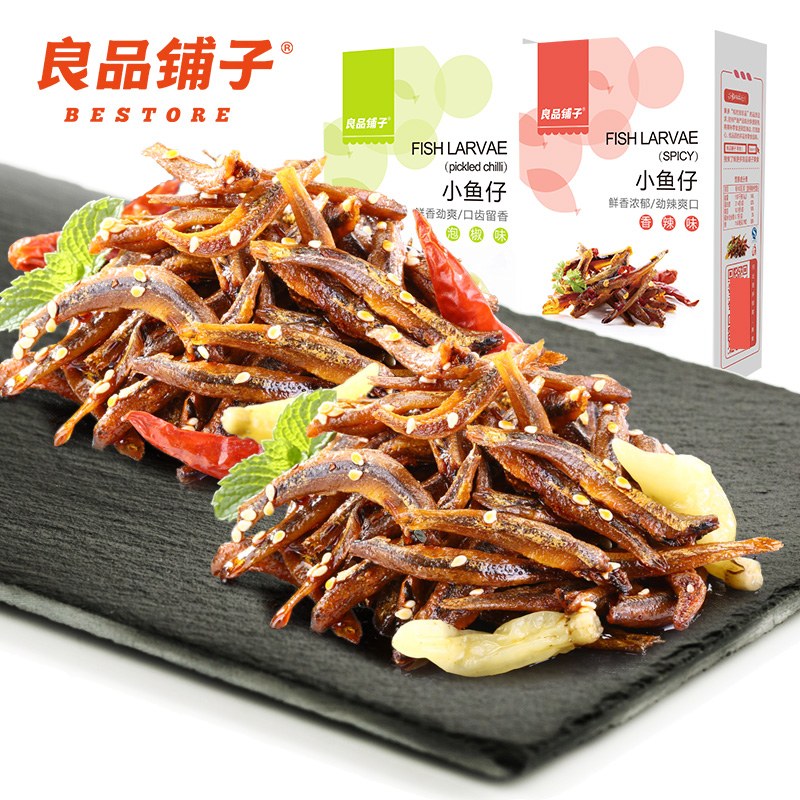 良品铺子®
BESTORE
良品铺子
FISH LARVAE
(pickled chilli)
小鱼仔
鲜香劲爽/口齿留香
泡椒味
良品铺子
FISH LARVAE
(SPICY)
小鱼仔
鲜香浓郁/劲辣爽口
香辣味